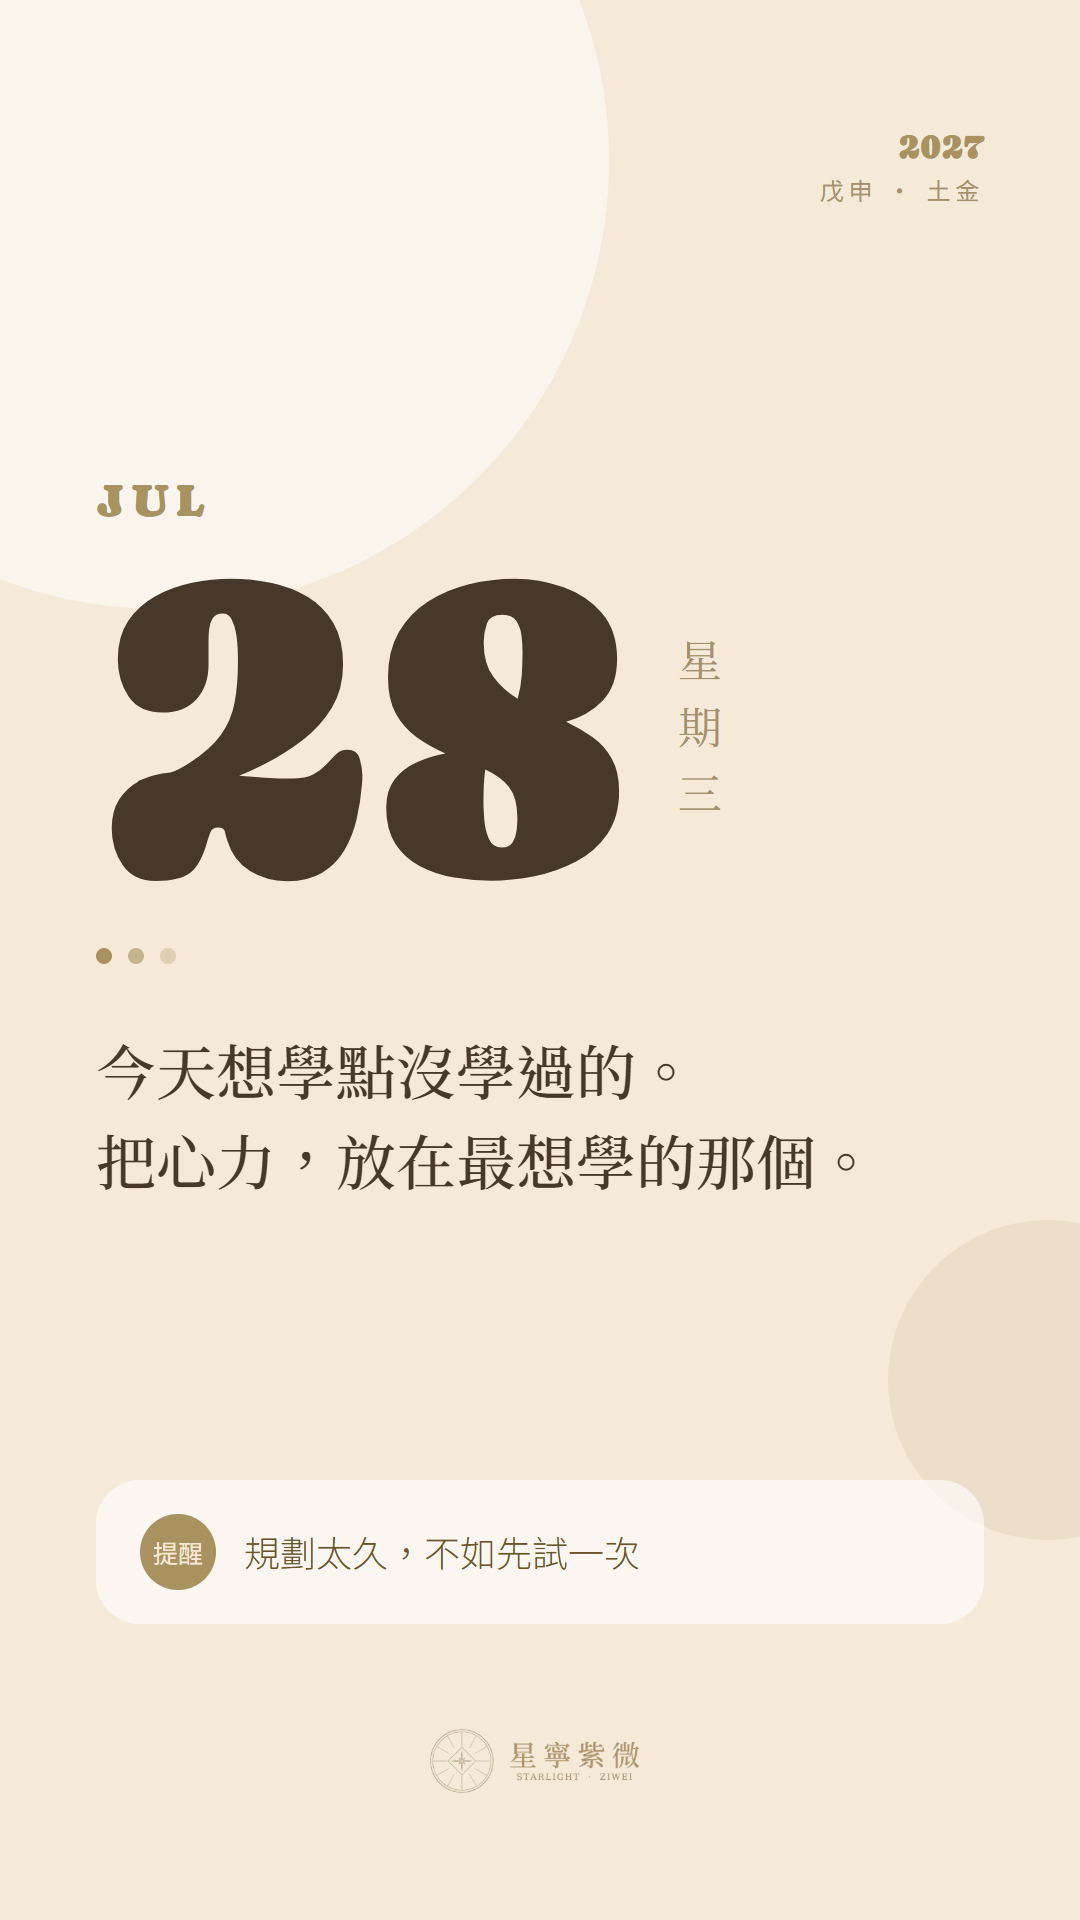 2027
戊申 · 土金
JUL
28
星期三
今天想學點沒學過的。
把心力，放在最想學的那個。
提醒
規劃太久，不如先試一次
星寧紫微
STARLIGHT · ZIWEI